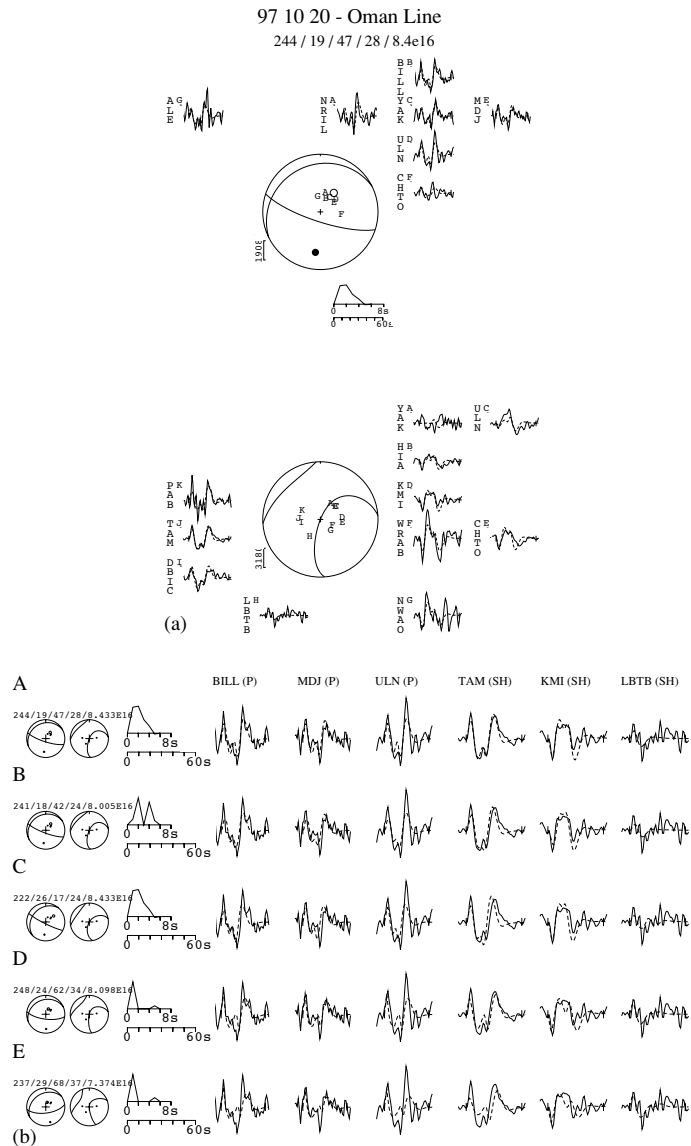 97 10 20 - Oman Line
244 / 19 / 47 / 28 / 8.4e16
ALE G
NRIL A
BILL B
YAK C
ULN D
CHTO F
MDJ E
G A B C D E F
0 8s
0
YAK A
HIA B
KMI D
WRAB F
NWAO G
ULN C
CHTO E
PAB K
TAM J
DBIC I
LBTB H
K J I H G F D E
(a)
BILL (P) MDJ (P) ULN (P) TAM (SH) KMI (SH) LBTB (SH)
A
244/19/47/28/8.433E16
0 8s
0 60s
B
241/18/42/24/8.005E16
0 8s
0 60s
C
222/26/17/24/8.433E16
0 8s
0 60s
D
248/24/62/34/8.098E16
0 8s
0 60s
E
237/29/68/37/7.374E16
0 8s
0 60s
(b)